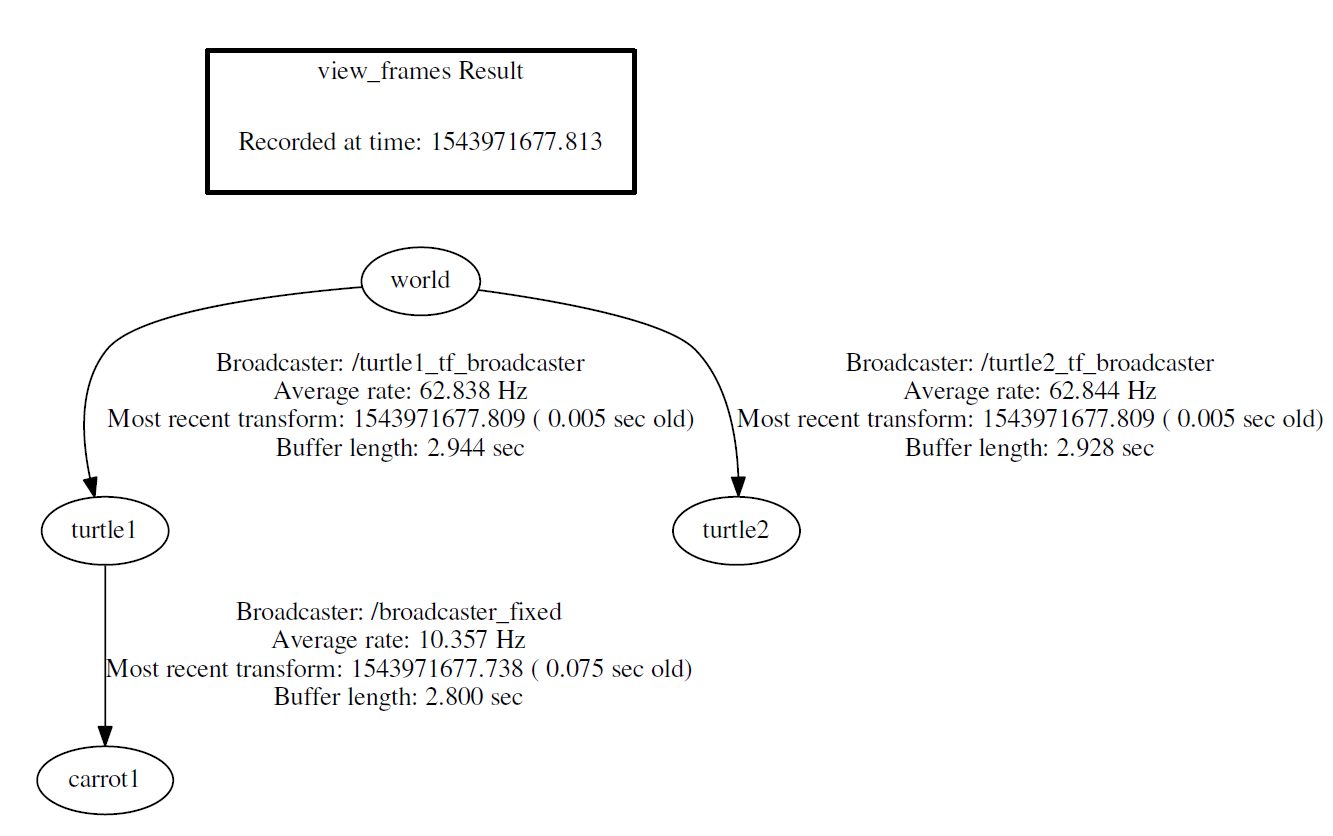 view_frames Result
Recorded at time: 1543971677.813
world
Broadcaster: /turtle1_tf_broadcaster
Average rate: 62.838 Hz
Most recent transform: 1543971677.809 ( 0.005 sec old)
Buffer length: 2.944 sec
Broadcaster: /turtle2_tf_broadcaster
Average rate: 62.844 Hz
Most recent transform: 1543971677.809 ( 0.005 sec old)
Buffer length: 2.928 sec
turtle1
turtle2
Broadcaster: /broadcaster_fixed
Average rate: 10.357 Hz
Most recent transform: 1543971677.738 ( 0.075 sec old)
Buffer length: 2.800 sec
carrot1